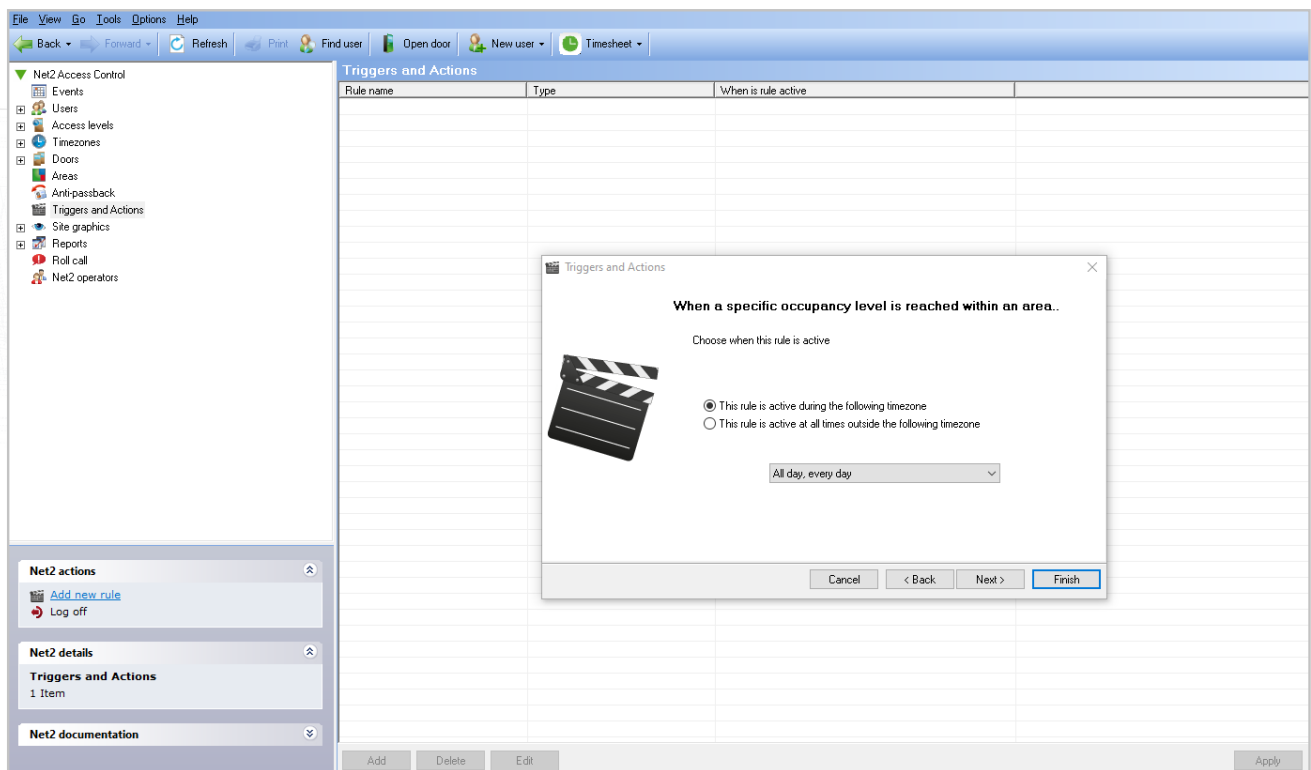 File View Go Tools Options Help
Back Forward Refresh Print Find user Open door New user Timesheet
Net2 Access Control
Events
Users
Access levels
Timezones
Doors
Areas
Anti-passback
Triggers and Actions
Site graphics
Reports
Roll call
Net2 operators
Net2 actions
Add new rule
Log off
Net2 details
Triggers and Actions
1 Item
Net2 documentation
Triggers and Actions
Rule name Type When is rule active
Triggers and Actions
When a specific occupancy level is reached within an area..
Choose when this rule is active
This rule is active during the following timezone
This rule is active at all times outside the following timezone
All day, every day
Cancel < Back Next > Finish
Add Delete Edit Apply